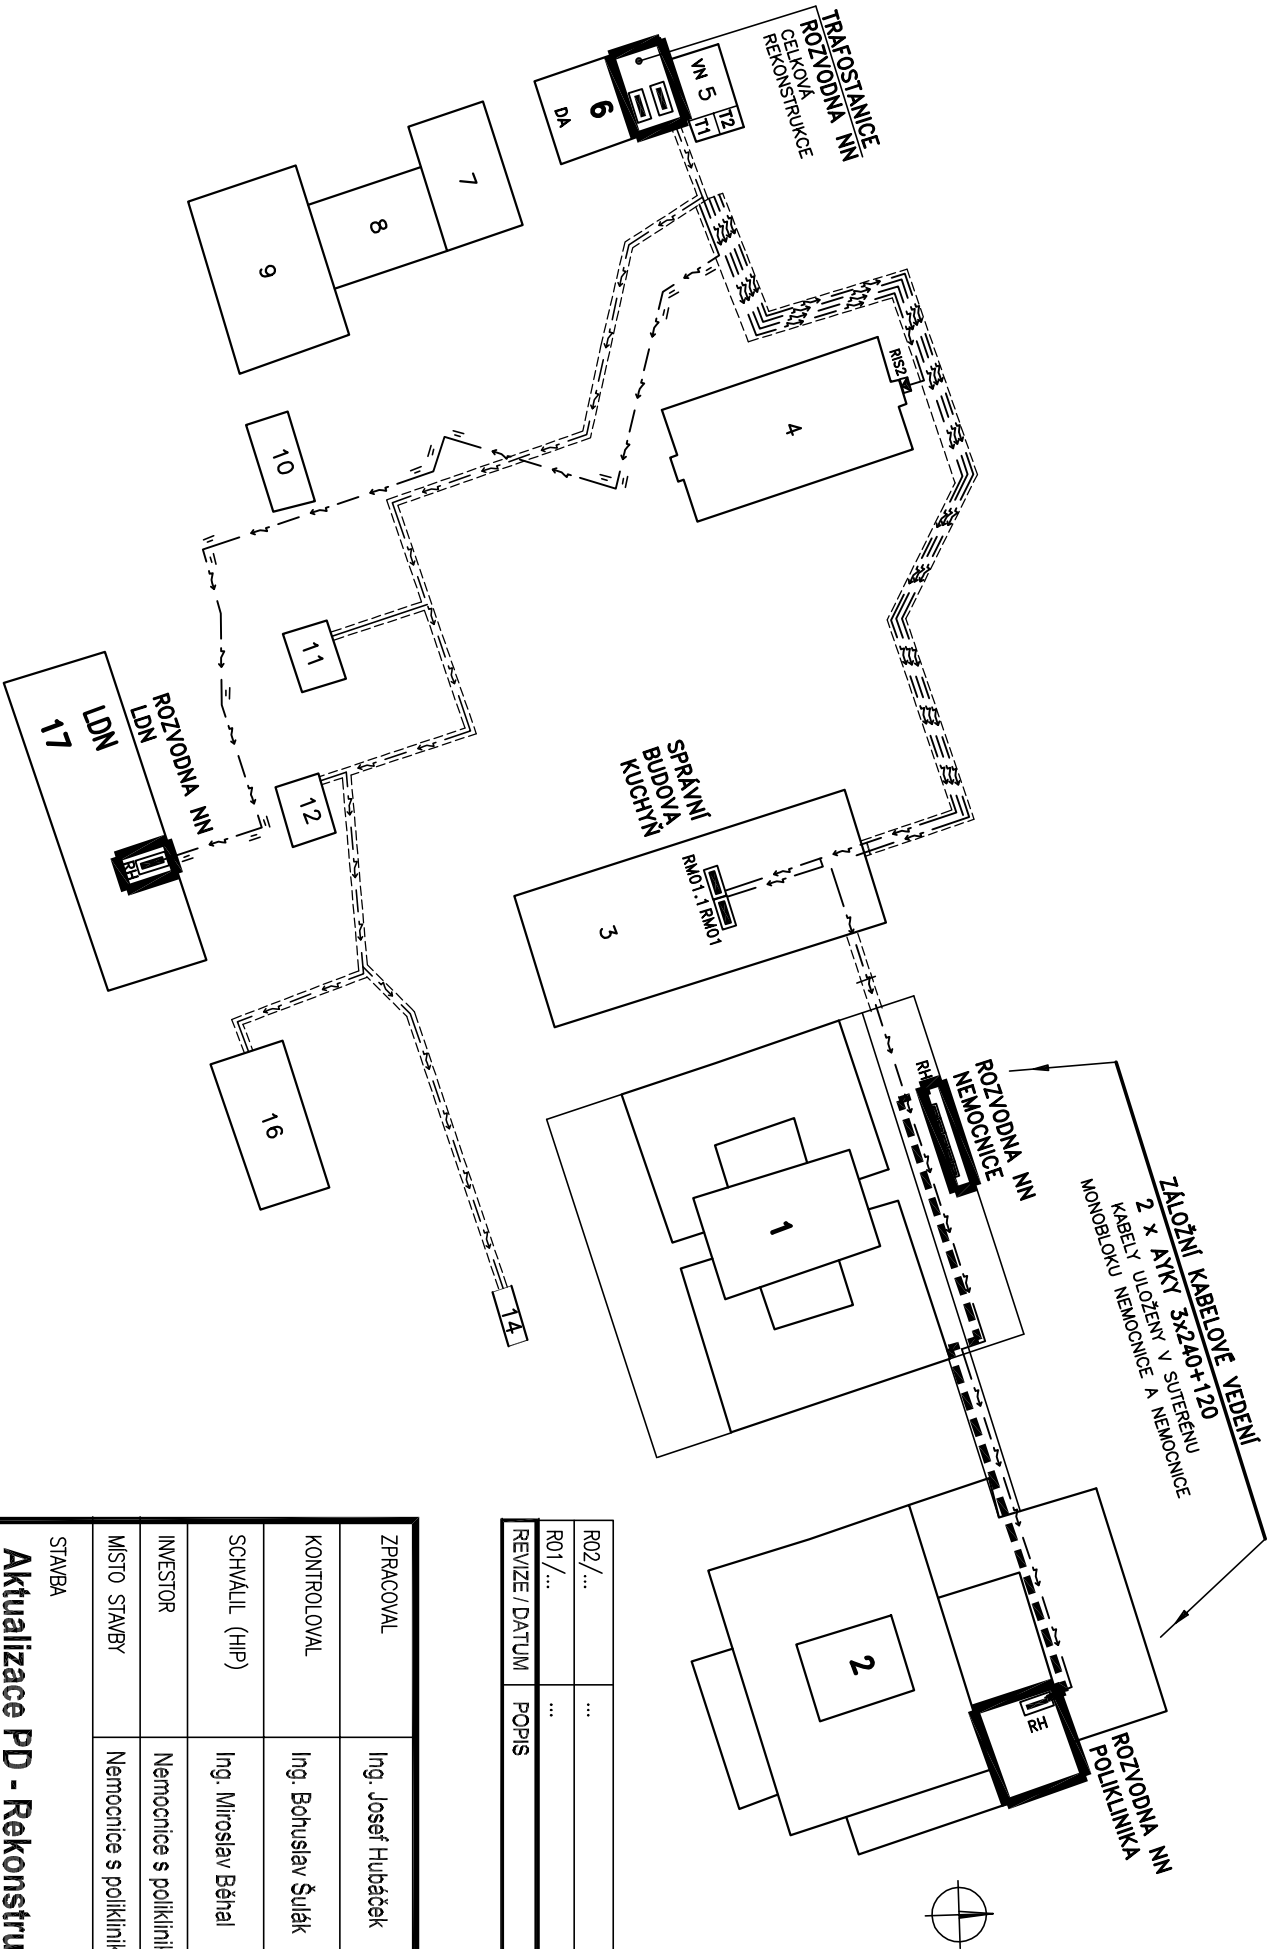 TRAFOSTANICE
ROZVODNA NN
CELKOVÁ
REKONSTRUKCE
VN 5
T1
T2
6
DA
7
8
9
10
4
RIS2
11
12
ROZVODNA NN
LDN
LDN
17
RH
SPRÁVNÍ
BUDOVA
KUCHYŇ
RM01.1
RM01
3
16
14
1
RH
ROZVODNA NN
NEMOCNICE
ZÁLOŽNÍ KABELOVÉ VEDENÍ
2 x AYKY 3x240+120
KABELY ULOŽENY V SUTERÉNU
MONOBLOKU NEMOCNICE A NEMOCNICE
2
RH
ROZVODNA NN
POLIKLINIKA
R02/... ...
R01/... ...
REVIZE / DATUM POPIS
ZPRACOVAL Ing. Josef Hubáček
KONTROLOVAL Ing. Bohuslav Šulák
SCHVÁLIL (HIP) Ing. Miroslav Běhal
INVESTOR Nemocnice s poliklinik
MÍSTO STAVBY Nemocnice s poliklinik
STAVBA
Aktualizace PD - Rekonstru